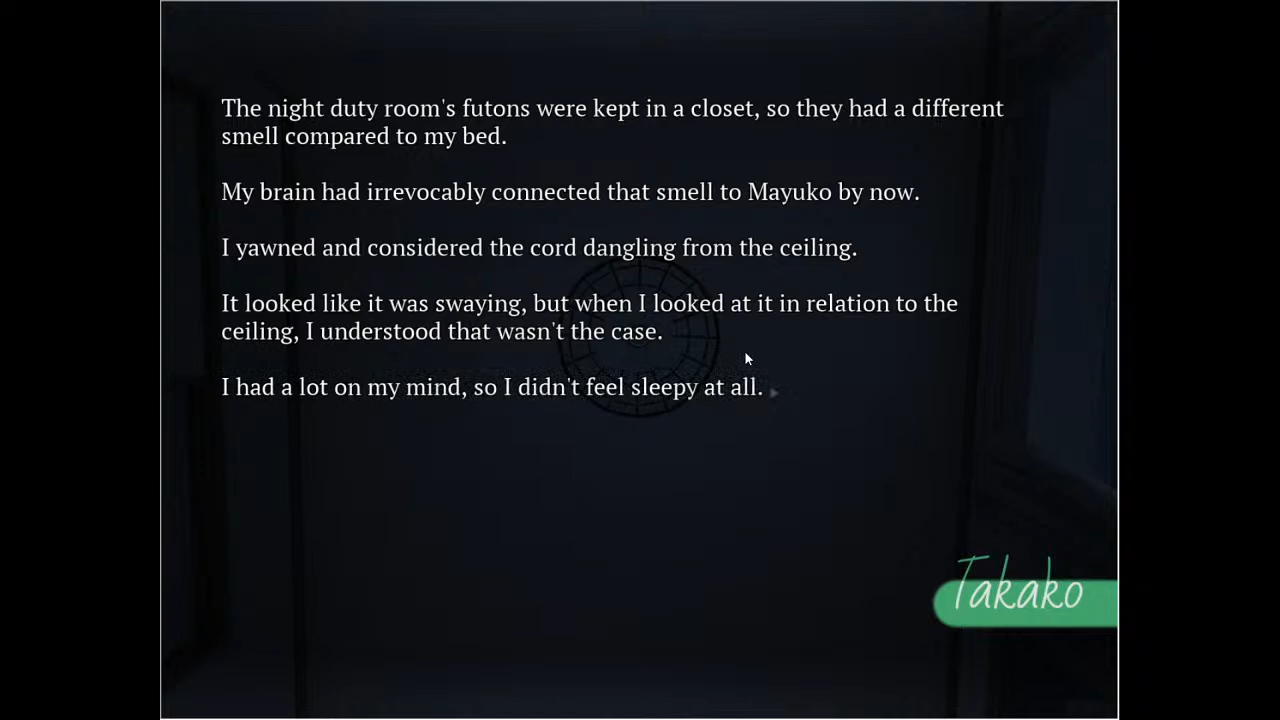 The night duty room's futons were kept in a closet, so they had a different
smell compared to my bed.
My brain had irrevocably connected that smell to Mayuko by now.
I yawned and considered the cord dangling from the ceiling.
It looked like it was swaying, but when I looked at it in relation to the
ceiling, I understood that wasn't the case.
I had a lot on my mind, so I didn't feel sleepy at all.
Takako